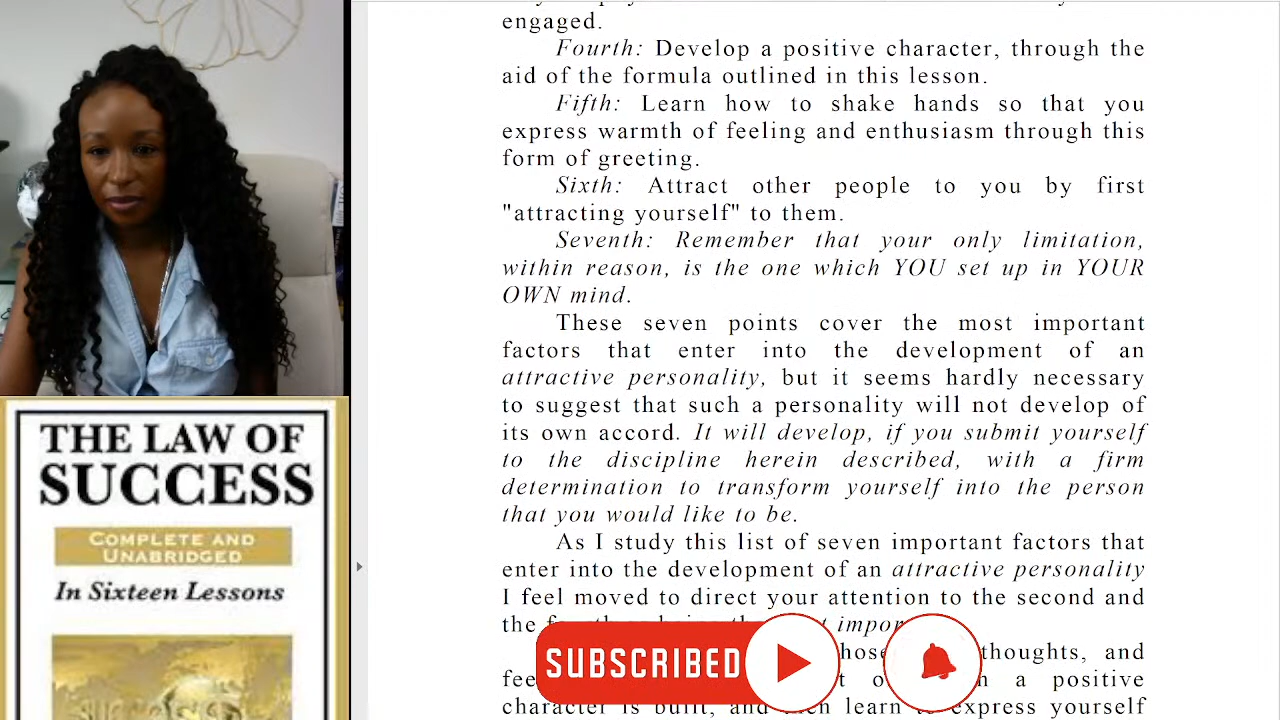 engaged.
Fourth: Develop a positive character, through the
aid of the formula outlined in this lesson.
Fifth: Learn how to shake hands so that you
express warmth of feeling and enthusiasm through this
form of greeting.
Sixth: Attract other people to you by first
"attracting yourself" to them.
Seventh: Remember that your only limitation,
within reason, is the one which YOU set up in YOUR
OWN mind.
These seven points cover the most important
factors that enter into the development of an
attractive personality, but it seems hardly necessary
to suggest that such a personality will not develop of
its own accord. It will develop, if you submit yourself
to the discipline herein described, with a firm
determination to transform yourself into the person
that you would like to be.
As I study this list of seven important factors that
enter into the development of an attractive personality
I feel moved to direct your attention to the second and
the
thoughts, and
a positive
character is built, and then learn to express yourself
THE LAW OF
SUCCESS
COMPLETE AND
UNABRIDGED
In Sixteen Lessons
SUBSCRIBED